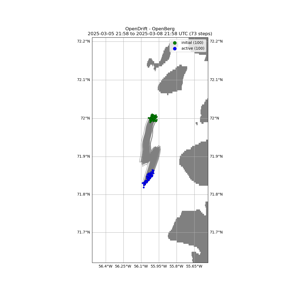 OpenDrift - OpenBerg
2025-03-05 21:58 to 2025-03-08 21:58 UTC (73 steps)
initial (100)
active (100)
72.2°N 72.2°N
72.1°N 72.1°N
72°N 72°N
71.9°N 71.9°N
71.8°N 71.8°N
71.7°N 71.7°N
56.4°W 56.25°W 56.1°W 55.95°W 55.8°W 55.65°W